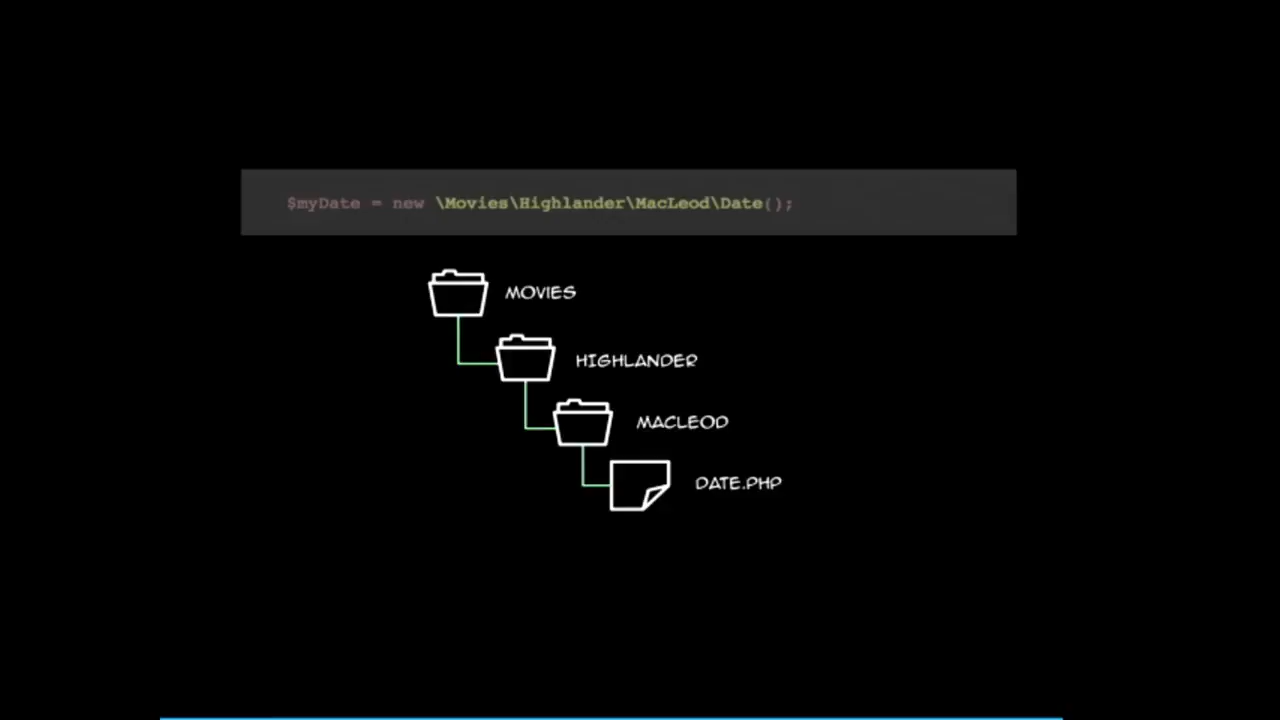 $myDate = new \Movies\Highlander\MacLeod\Date();
MOVIES
HIGHLANDER
MACLEOD
DATE.PHP